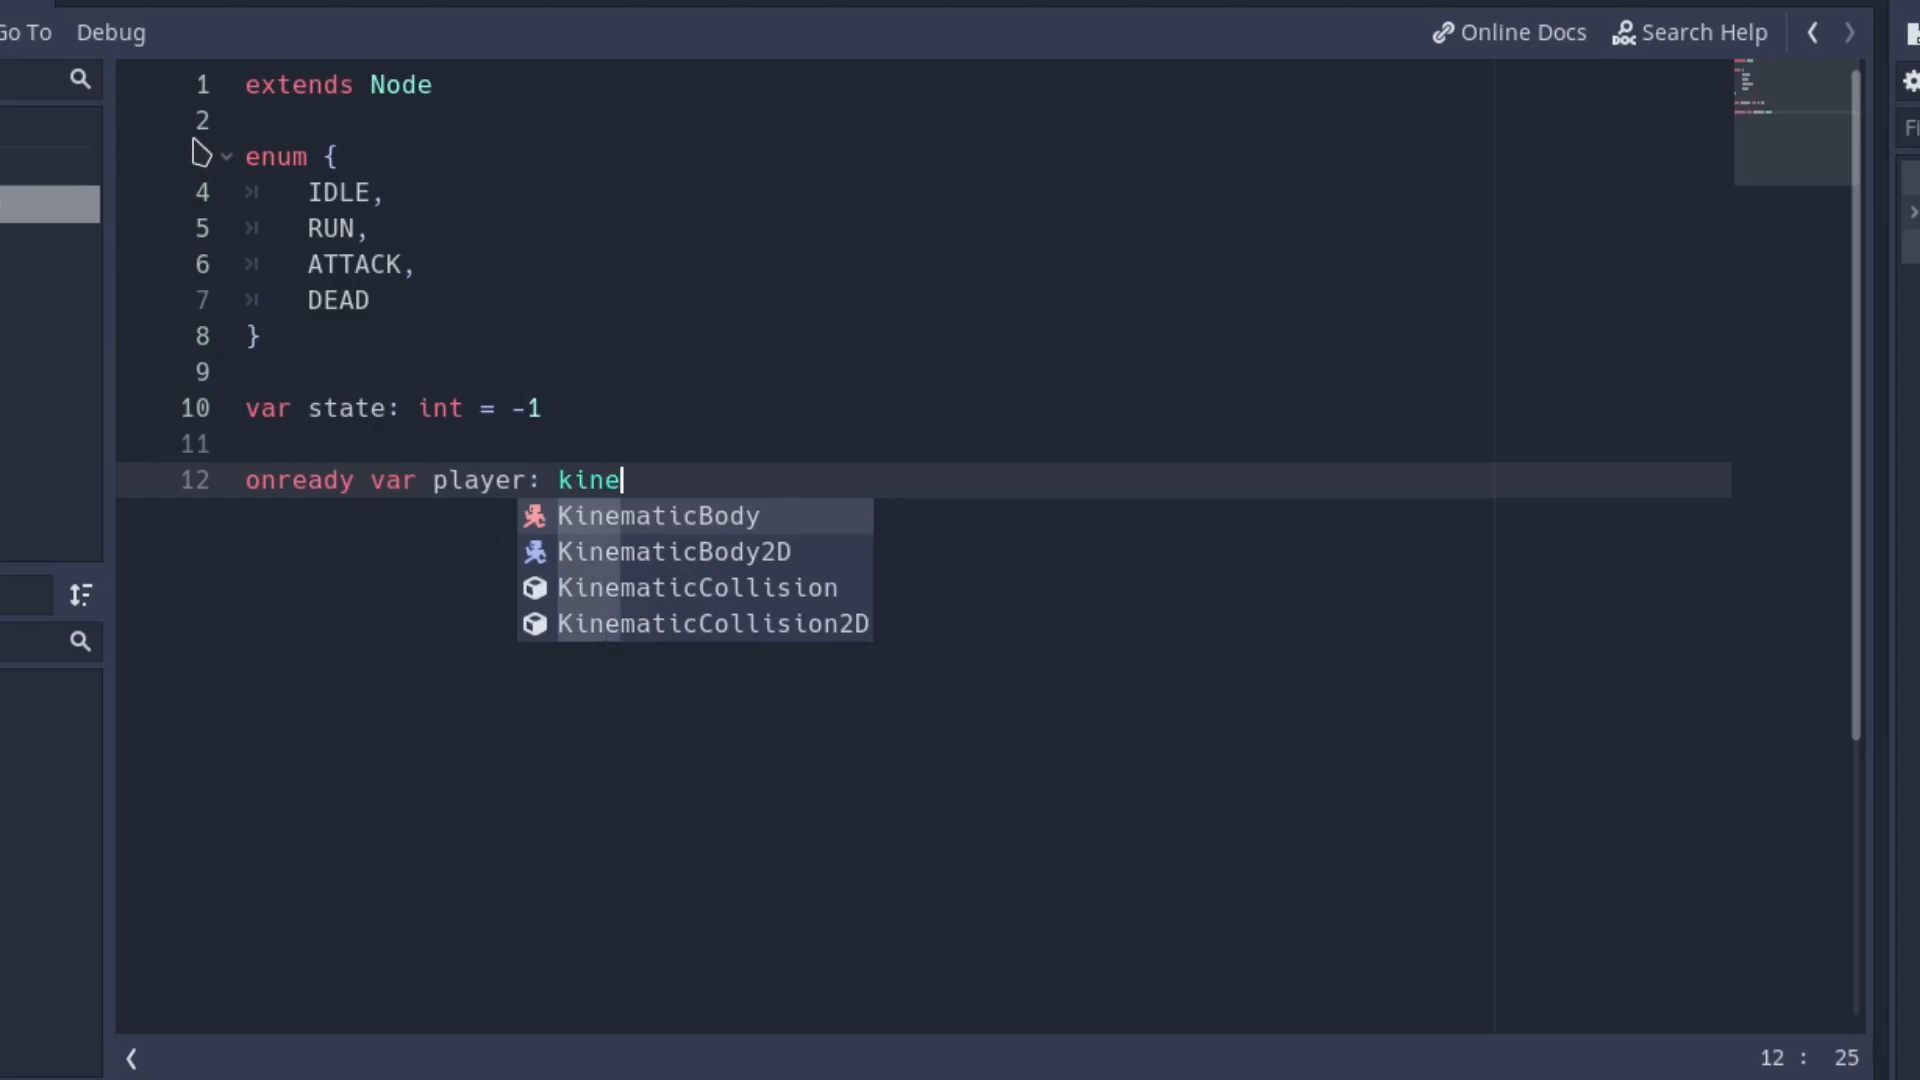 Go To Debug Online Docs Search Help
1 extends Node
2
enum {
4 IDLE,
5 RUN,
6 ATTACK,
7 DEAD
8 }
9
10 var state: int = -1
11
12 onready var player: kine
KinematicBody
KinematicBody2D
KinematicCollision
KinematicCollision2D
12 : 25